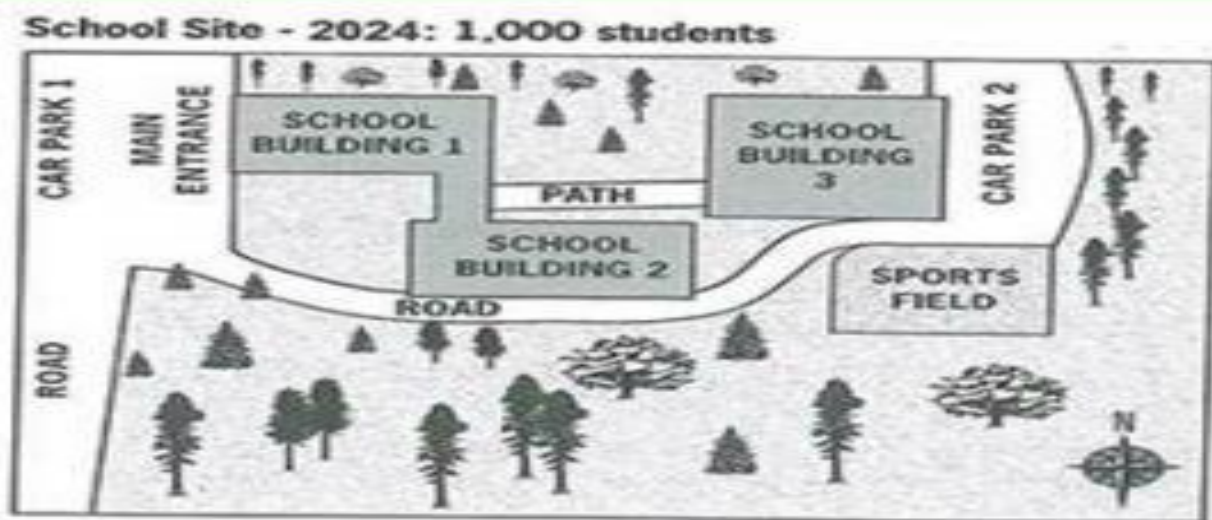 School Site - 2024: 1,000 students
CAR PARK 1
MAIN
ENTRANCE
SCHOOL
BUILDING 1
PATH
SCHOOL
BUILDING
3
CAR PARK 2
SCHOOL
BUILDING 2
SPORTS
FIELD
ROAD
ROAD
N